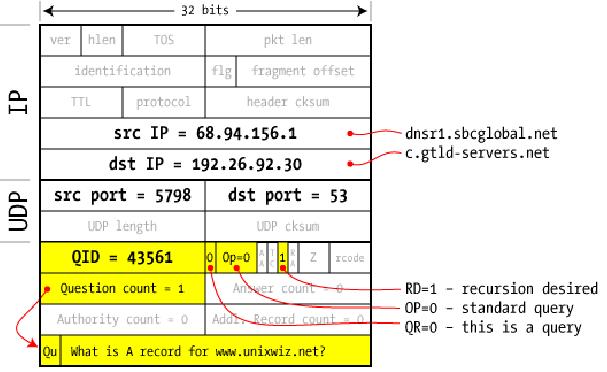 32 bits
ver hlen TOS pkt len
identification flg fragment offset
TTL protocol header cksum
IP
src IP = 68.94.156.1
dnsr1.sbcglobal.net
dst IP = 192.26.92.30
c.gtld-servers.net
UDP
src port = 5798 dst port = 53
UDP length UDP cksum
QID = 43561 0 Op=0 AA TC 1 RA Z rcode
Question count = 1 Answer count = 0
RD=1 - recursion desired
OP=0 - standard query
Authority count = 0 Addl. Record count = 0
QR=0 - this is a query
Qu What is A record for www.unixwiz.net?